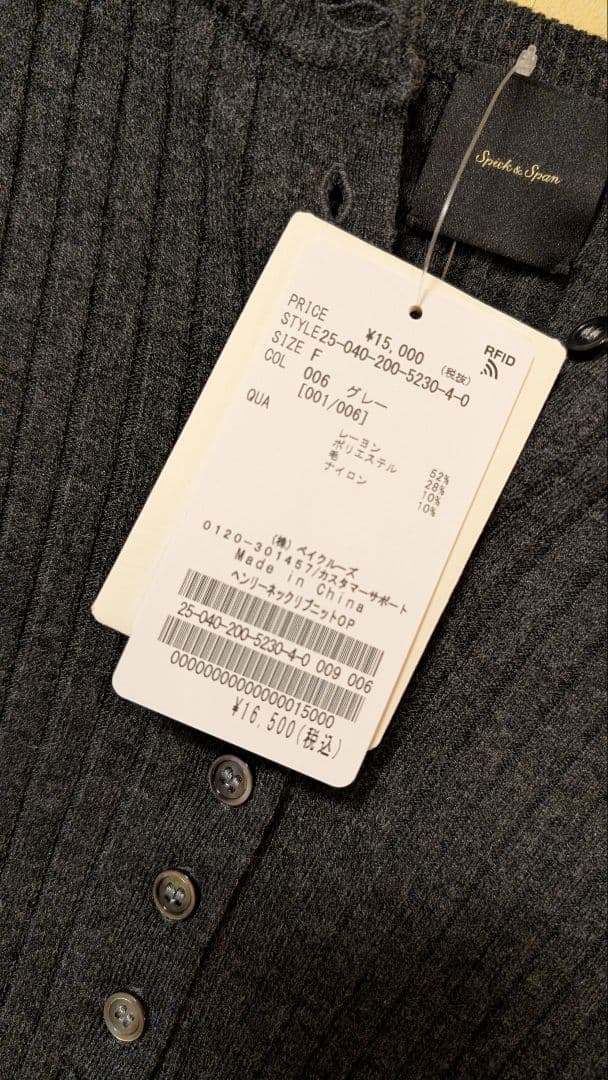 Spick & Span
RFID
PRICE ¥15,000 (税抜)
STYLE25-040-200-5230-4-0
SIZE F
COL 006 グレー
[001/006]
QUA
レーヨン 52%
ポリエステル 28%
毛 10%
ナイロン 10%
(株) ベイクルーズ
0120-301457/カスタマーサポート
Made in China
ヘンリーネックリブニットOP
25-040-200-5230-4-0 009 006
0000000000000015000
¥16,500(税込)